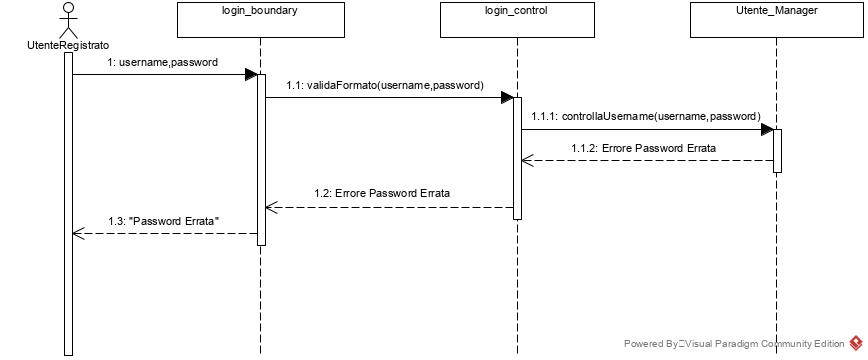 login_boundary
login_control
Utente_Manager
UtenteRegistrato
1: username,password
1.1: validaFormato(username,password)
1.1.1: controllaUsername(username,password)
1.1.2: Errore Password Errata
1.2: Errore Password Errata
1.3: "Password Errata"
Powered By Visual Paradigm Community Edition